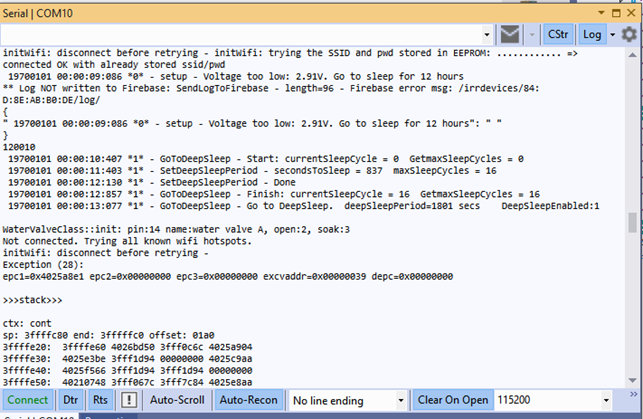 Serial | COM10
CStr
Log
initWifi: disconnect before retrying - initWifi: trying the SSID and pwd stored in EEPROM: ............ =>
connected OK with already stored ssid/pwd
19700101 00:00:09:086 *0* - setup - Voltage too low: 2.91V. Go to sleep for 12 hours
** Log NOT written to Firebase: SendLogToFirebase - length=96 - Firebase error msg: /irrdevices/84:
D:8E:AB:B0:DE/log/
{
" 19700101 00:00:09:086 *0* - setup - Voltage too low: 2.91V. Go to sleep for 12 hours": " "
}
120010
19700101 00:00:10:407 *1* - GoToDeepSleep - Start: currentSleepCycle = 0  GetmaxSleepCycles = 0
19700101 00:00:11:403 *1* - SetDeepSleepPeriod - secondsToSleep = 837  maxSleepCycles = 16
19700101 00:00:12:130 *1* - SetDeepSleepPeriod - Done
19700101 00:00:12:857 *1* - GoToDeepSleep - Finish: currentSleepCycle = 16  GetmaxSleepCycles = 16
19700101 00:00:13:077 *1* - GoToDeepSleep - Go to DeepSleep.  deepSleepPeriod=1801 secs    DeepSleepEnabled:1
WaterValveClass::init: pin:14 name:water valve A, open:2, soak:3
Not connected. Trying all known wifi hotspots.
initWifi: disconnect before retrying -
Exception (28):
epc1=0x4025a8e1 epc2=0x00000000 epc3=0x00000000 excvaddr=0x00000039 depc=0x00000000
>>>stack>>>
ctx: cont
sp: 3ffffc80 end: 3fffffc0 offset: 01a0
3ffffe20:  3ffffe60 4026bd50 3fff0c6c 4025a904
3ffffe30:  4025e3be 3fff1d94 00000000 4025c9aa
3ffffe40:  4025f566 3fff1d94 3fff1d94 00000000
3ffffe50:  40210748 3fff067c 3fff7c84 4025e8aa
Connect
Dtr
Rts
Auto-Scroll
Auto-Recon
No line ending
Clear On Open
115200